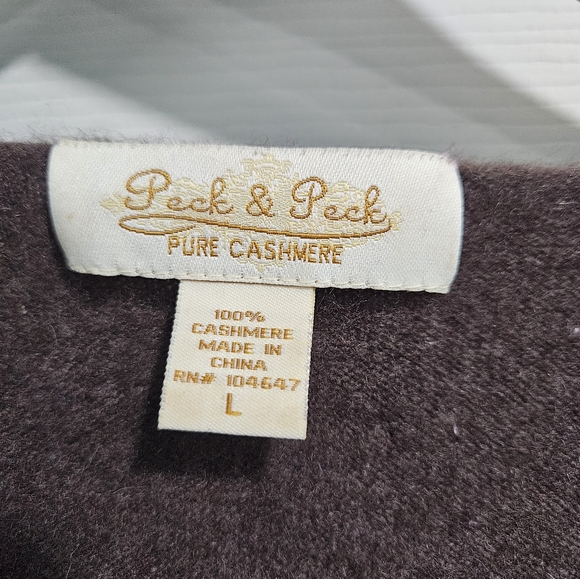 Peck & Peck
PURE CASHMERE
100%
CASHMERE
MADE IN
CHINA
RN# 104647
L